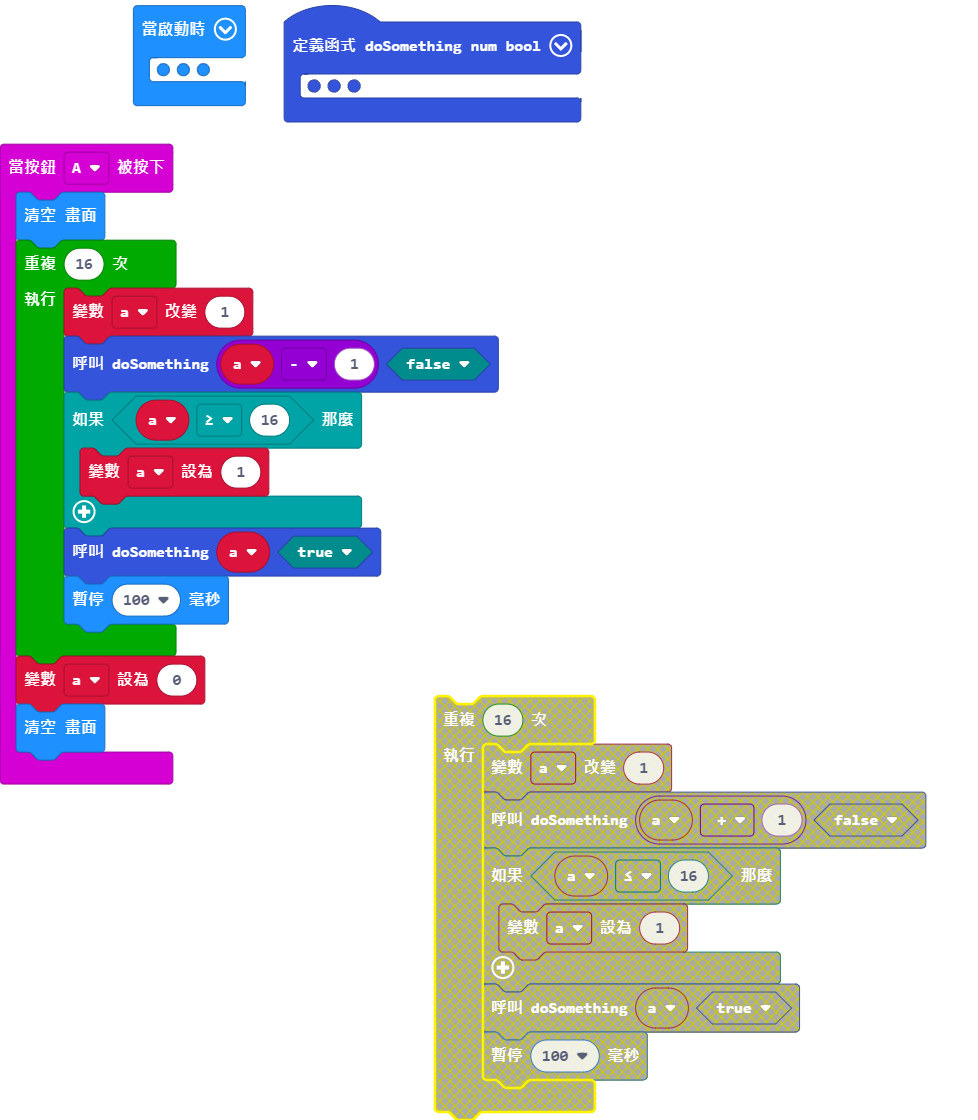 當啟動時
定義函式 doSomething num bool
當按鈕 A 被按下
清空 畫面
重複 16 次
執行
變數 a 改變 1
呼叫 doSomething a - 1 false
如果 a ≥ 16 那麼
變數 a 設為 1
呼叫 doSomething a true
暫停 100 毫秒
變數 a 設為 0
清空 畫面
重複 16 次
執行
變數 a 改變 1
呼叫 doSomething a + 1 false
如果 a ≤ 16 那麼
變數 a 設為 1
呼叫 doSomething a true
暫停 100 毫秒